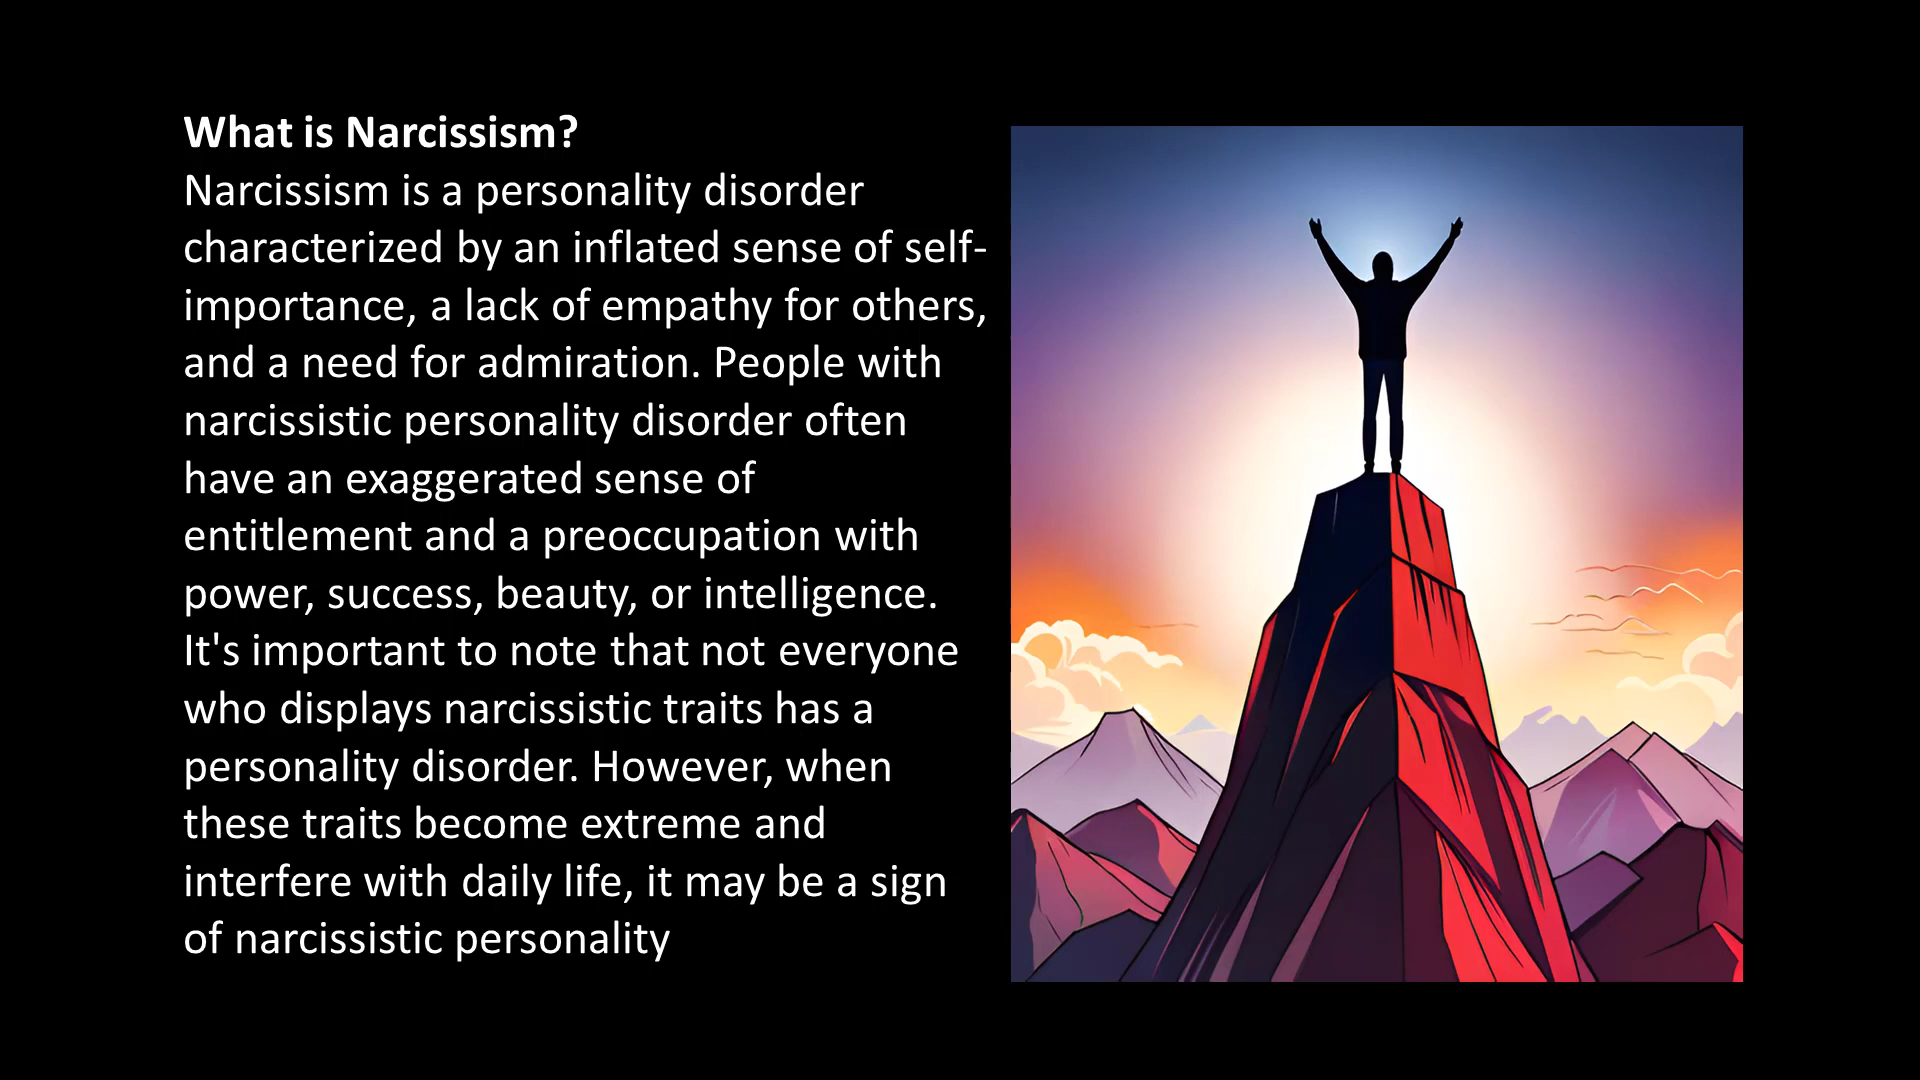 What is Narcissism?
Narcissism is a personality disorder
characterized by an inflated sense of self-
importance, a lack of empathy for others,
and a need for admiration. People with
narcissistic personality disorder often
have an exaggerated sense of
entitlement and a preoccupation with
power, success, beauty, or intelligence.
It's important to note that not everyone
who displays narcissistic traits has a
personality disorder. However, when
these traits become extreme and
interfere with daily life, it may be a sign
of narcissistic personality